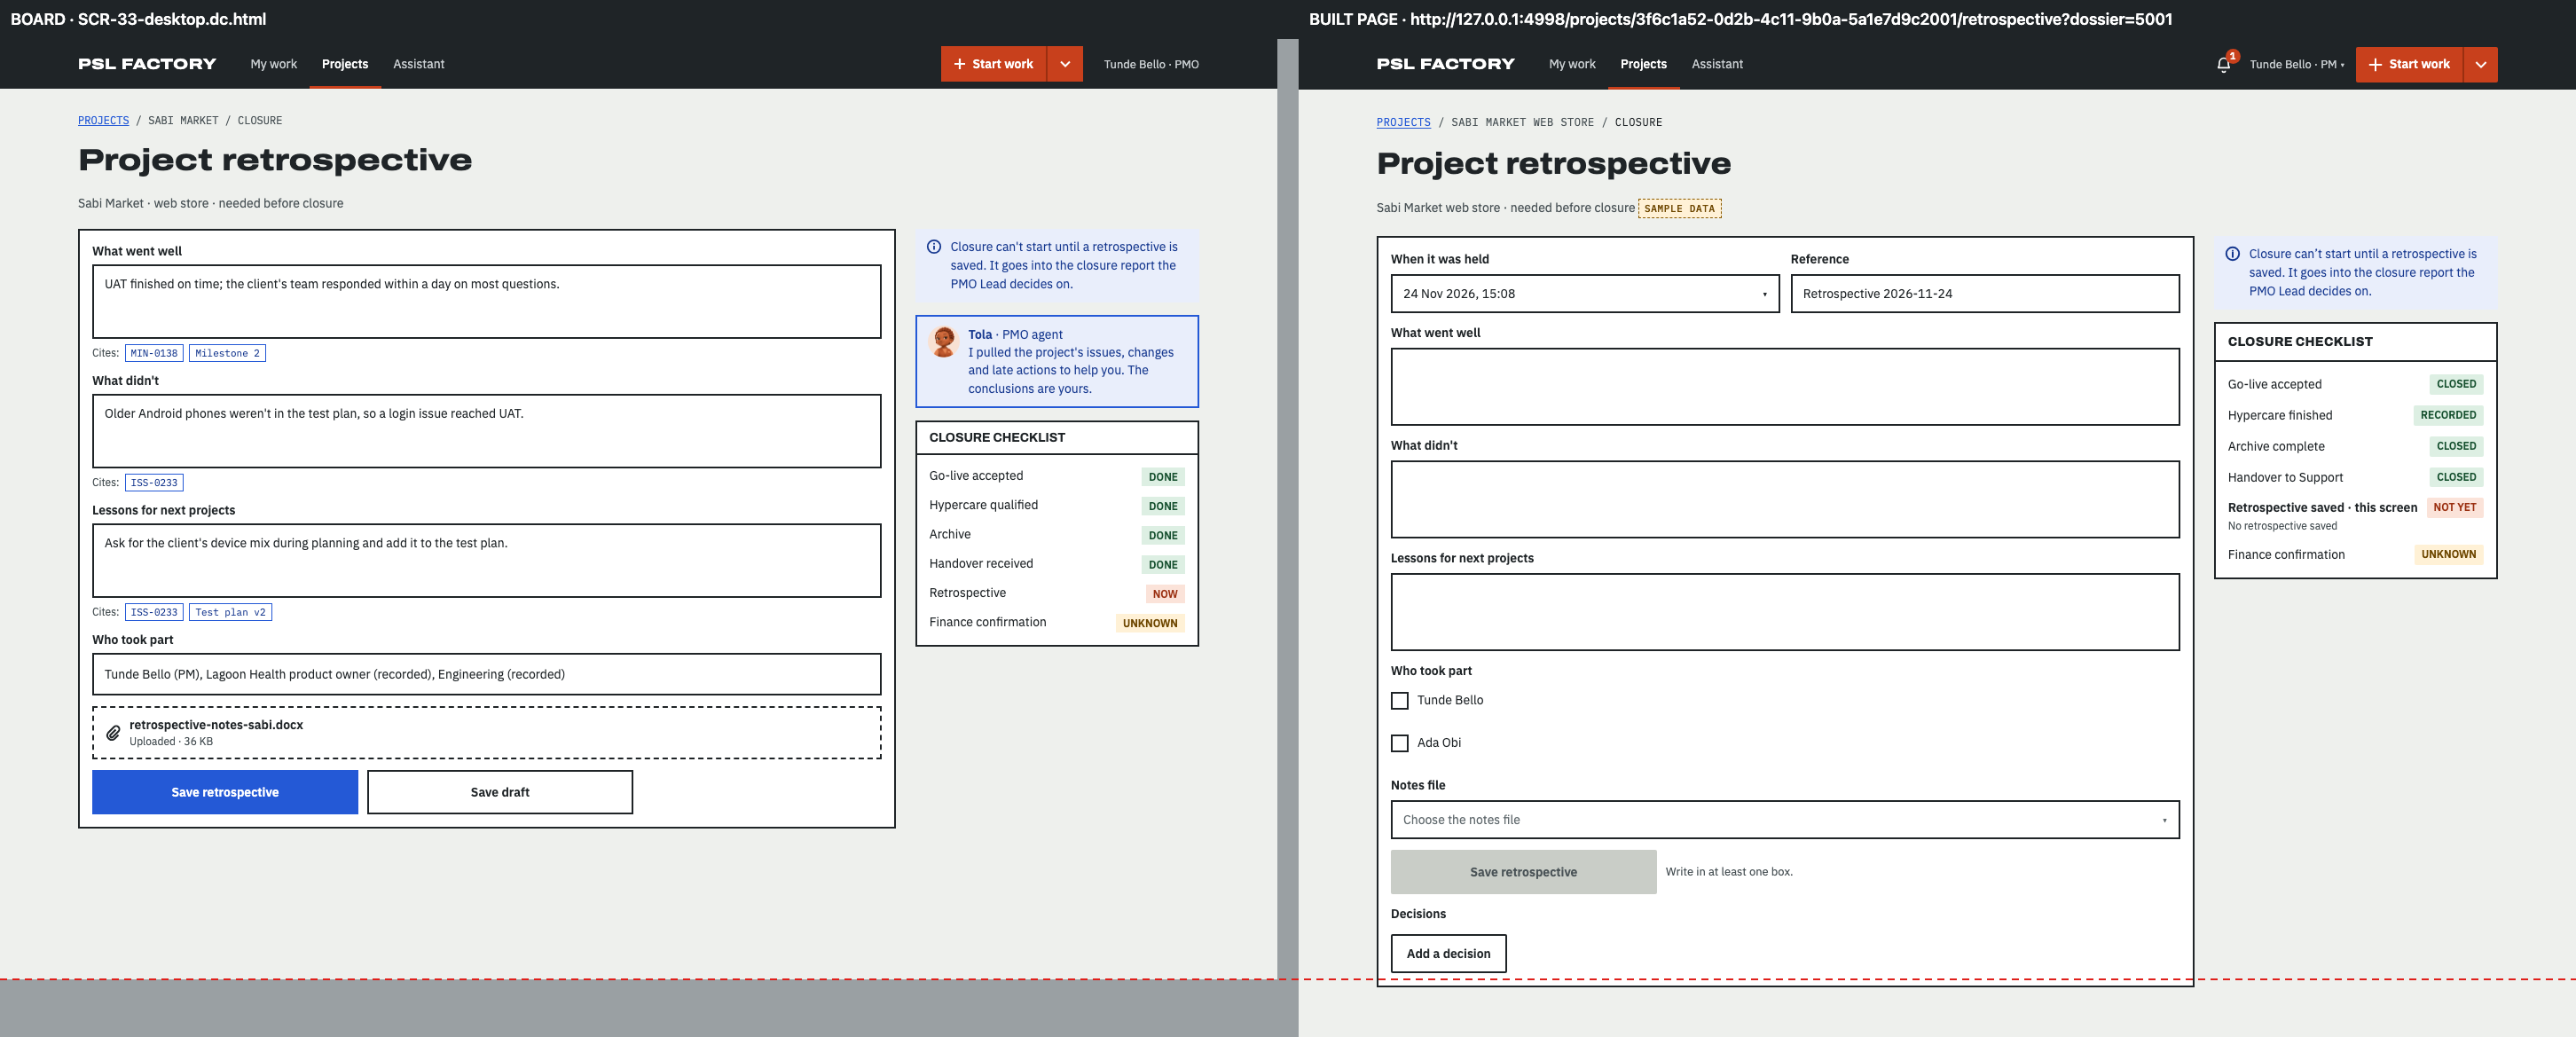 BOARD · SCR-33-desktop.dc.html
PSL FACTORY
My work
Projects
Assistant
Start work
Tunde Bello · PMO
PROJECTS / SABI MARKET / CLOSURE
Project retrospective
Sabi Market · web store · needed before closure
What went well
UAT finished on time; the client's team responded within a day on most questions.
Cites: MIN-0138 Milestone 2
What didn't
Older Android phones weren't in the test plan, so a login issue reached UAT.
Cites: ISS-0233
Lessons for next projects
Ask for the client's device mix during planning and add it to the test plan.
Cites: ISS-0233 Test plan v2
Who took part
Tunde Bello (PM), Lagoon Health product owner (recorded), Engineering (recorded)
retrospective-notes-sabi.docx
Uploaded · 36 KB
Save retrospective
Save draft
Closure can't start until a retrospective is
saved. It goes into the closure report the
PMO Lead decides on.
Tola · PMO agent
I pulled the project's issues, changes
and late actions to help you. The
conclusions are yours.
CLOSURE CHECKLIST
Go-live accepted DONE
Hypercare qualified DONE
Archive DONE
Handover received DONE
Retrospective NOW
Finance confirmation UNKNOWN
BUILT PAGE · http://127.0.0.1:4998/projects/3f6c1a52-0d2b-4c11-9b0a-5a1e7d9c2001/retrospective?dossier=5001
PSL FACTORY
My work
Projects
Assistant
1
Tunde Bello · PM
Start work
PROJECTS / SABI MARKET WEB STORE / CLOSURE
Project retrospective
Sabi Market web store · needed before closure SAMPLE DATA
When it was held
24 Nov 2026, 15:08
Reference
Retrospective 2026-11-24
What went well
What didn't
Lessons for next projects
Who took part
Tunde Bello
Ada Obi
Notes file
Choose the notes file
Save retrospective
Write in at least one box.
Decisions
Add a decision
Closure can’t start until a retrospective is
saved. It goes into the closure report the
PMO Lead decides on.
CLOSURE CHECKLIST
Go-live accepted CLOSED
Hypercare finished RECORDED
Archive complete CLOSED
Handover to Support CLOSED
Retrospective saved · this screen NOT YET
No retrospective saved
Finance confirmation UNKNOWN